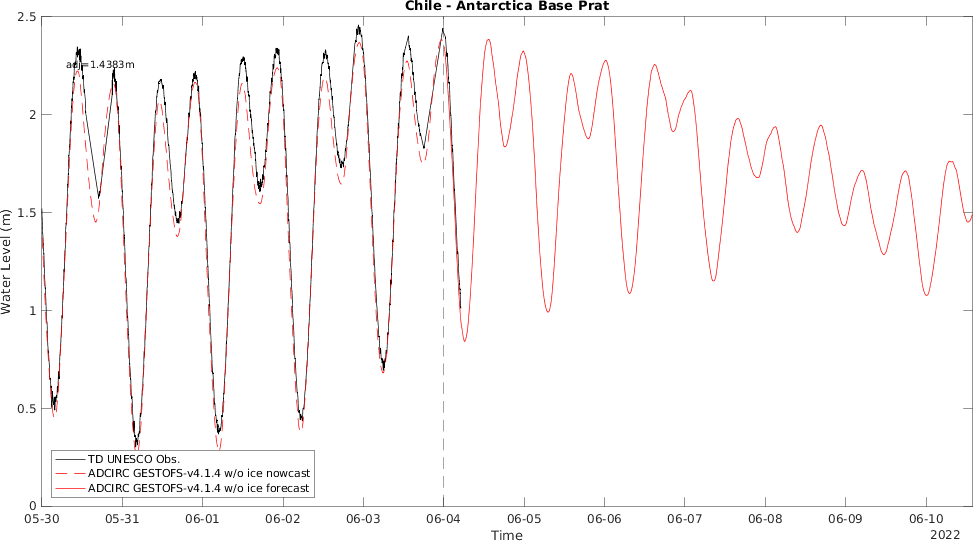 Chile - Antarctica Base Prat
2.5
adj=1.4383m
2
1.5
Water Level (m)
1
0.5
TD UNESCO Obs.
ADCIRC GESTOFS-v4.1.4 w/o ice nowcast
ADCIRC GESTOFS-v4.1.4 w/o ice forecast
0
05-30 05-31 06-01 06-02 06-03 06-04 06-05 06-06 06-07 06-08 06-09 06-10
Time
2022